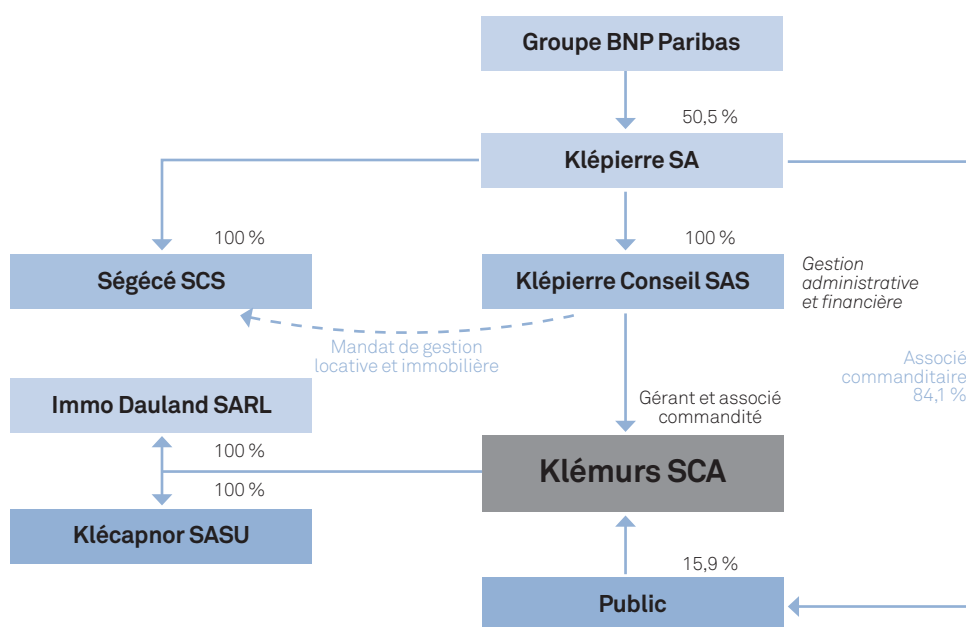 Groupe BNP Paribas
50,5 %
Klépierre SA
100 %
100 %
Ségécé SCS
Klépierre Conseil SAS
Gestion
administrative
et financière
Mandat de gestion
locative et immobilière
Associé
commanditaire
84,1 %
Immo Dauland SARL
Gérant et associé
commandité
100 %
Klémurs SCA
100 %
Klécapnor SASU
15,9 %
Public